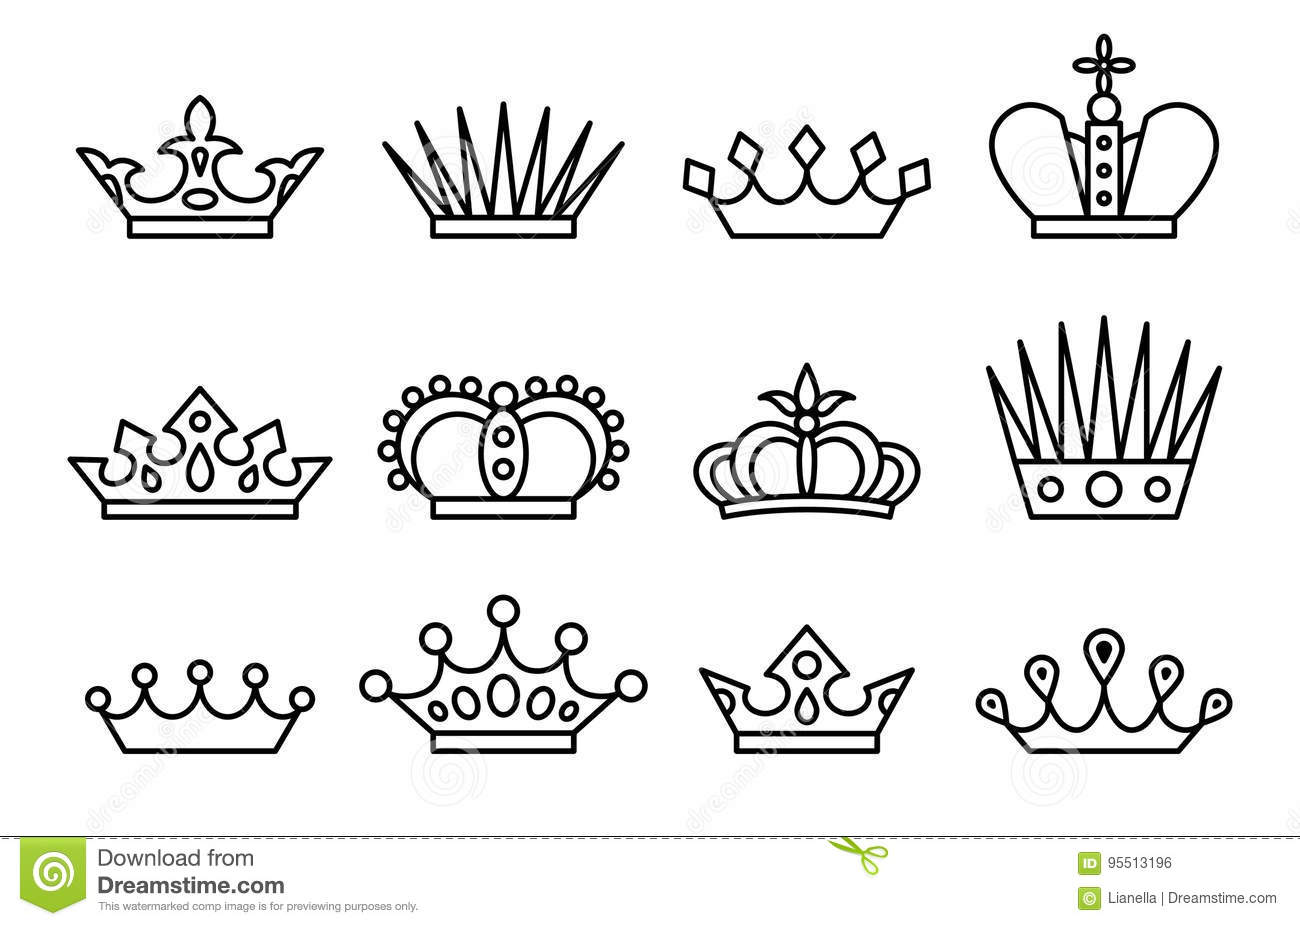 Download from
Dreamstime.com
This watermarked comp image is for previewing purposes only.
ID 95513196
© Lianella | Dreamstime.com